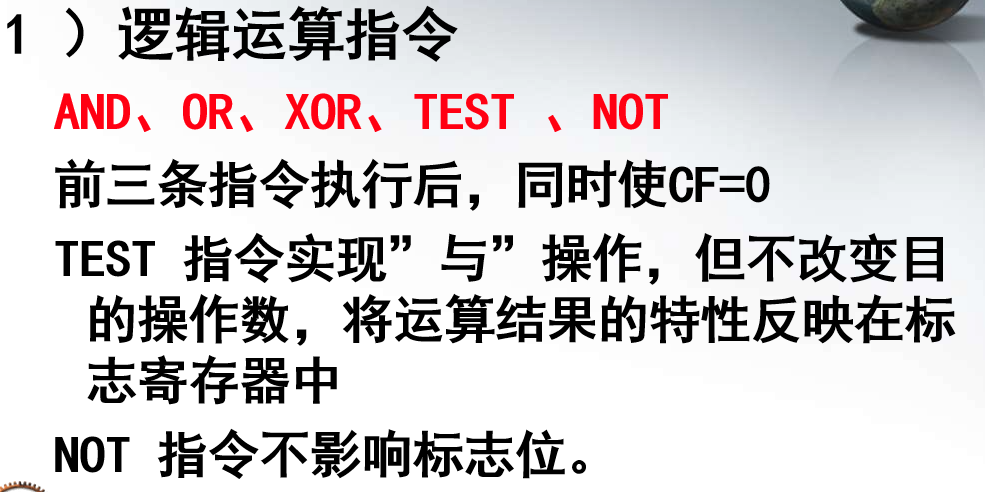 1 ）逻辑运算指令
AND、OR、XOR、TEST 、NOT
前三条指令执行后，同时使CF=0
TEST 指令实现”与”操作，但不改变目
的操作数，将运算结果的特性反映在标
志寄存器中
NOT 指令不影响标志位。